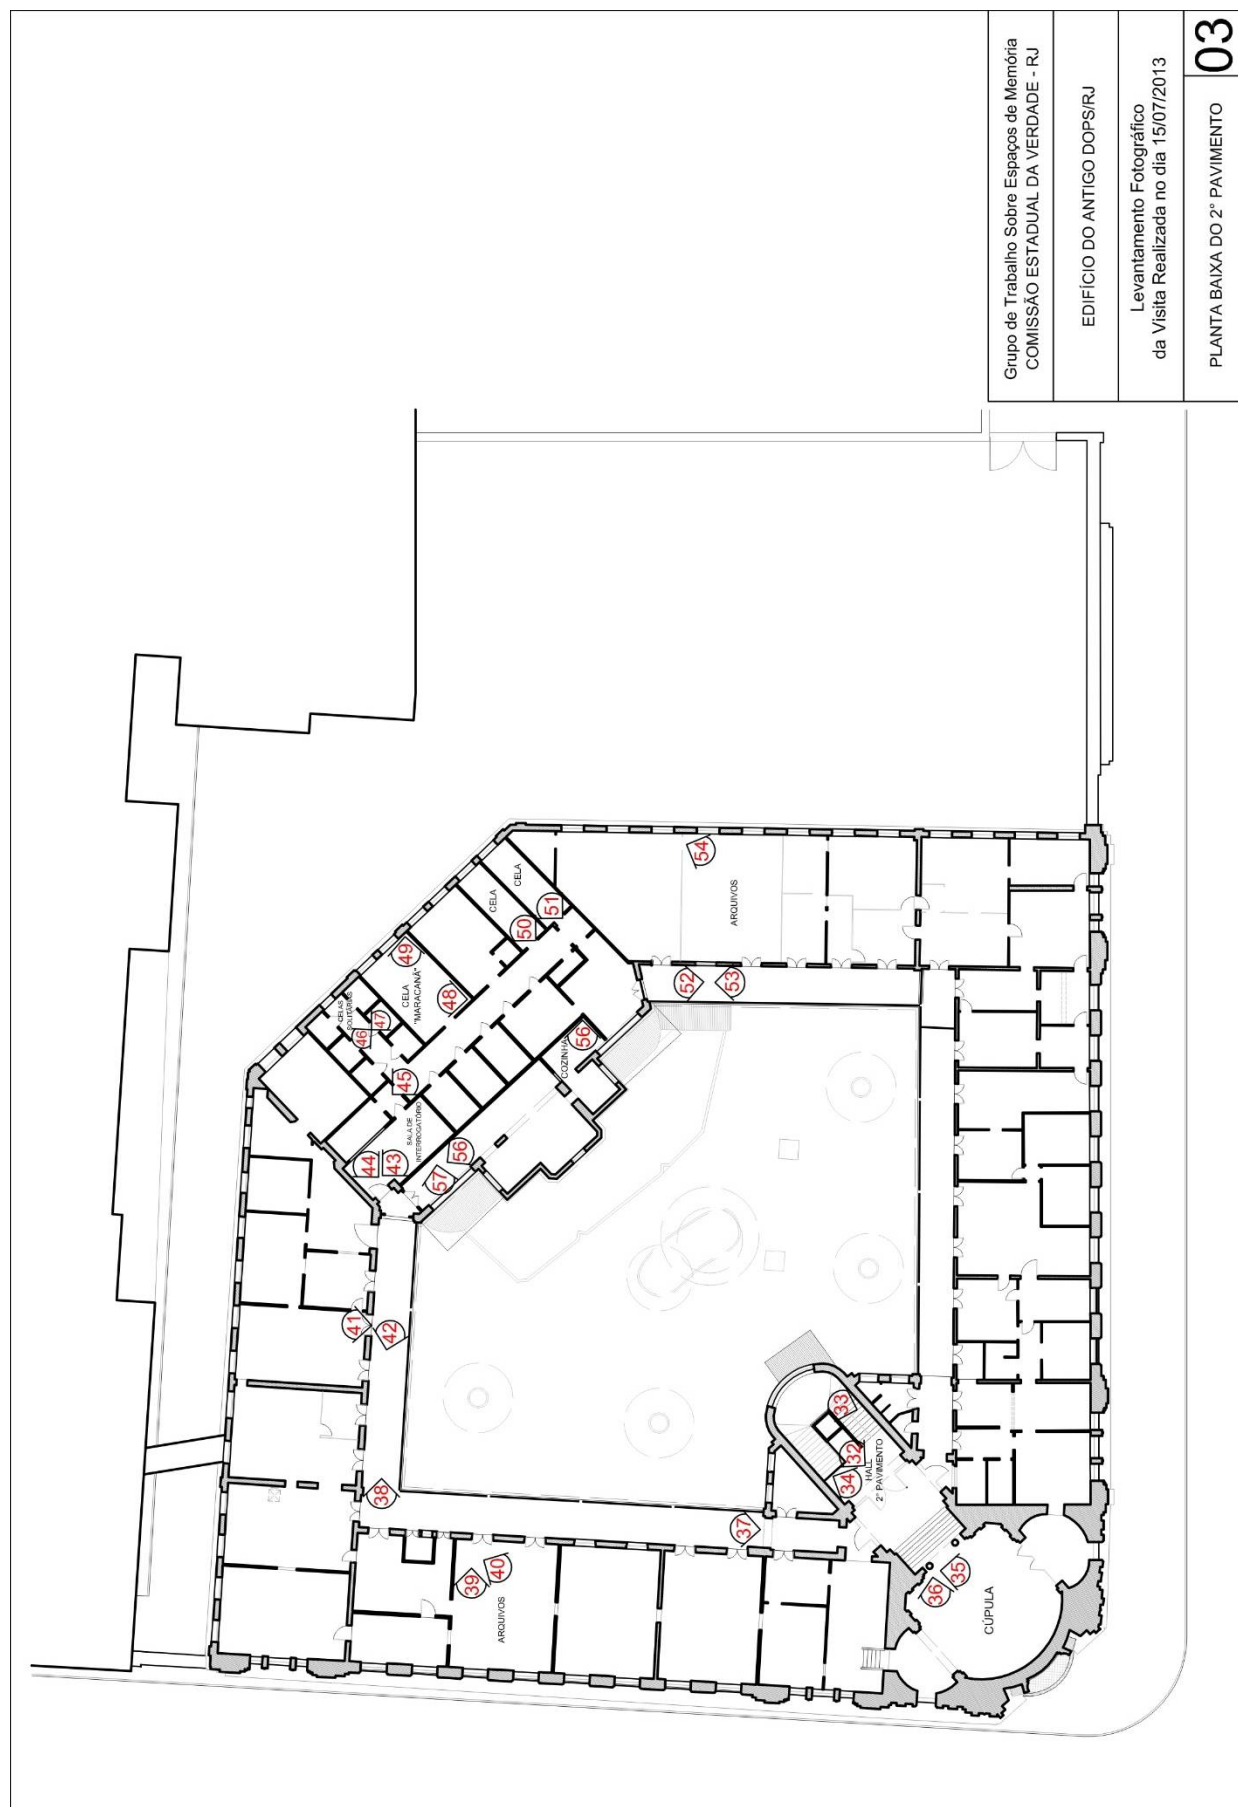 Grupo de Trabalho Sobre Espaços de Memória
COMISSÃO ESTADUAL DA VERDADE - RJ
EDIFÍCIO DO ANTIGO DOPS/RJ
Levantamento Fotográfico
da Visita Realizada no dia 15/07/2013
PLANTA BAIXA DO 2° PAVIMENTO
03
CELAS
SOLITÁRIAS
46
47
CELA
"MARACANÃ"
49
48
CELA
CELA
50
51
45
SALA DE
INTERROGATÓRIO
44
43
COZINHAS
56
56
57
54
ARQUIVOS
52
53
41
42
38
37
39
40
ARQUIVOS
33
32
34
HALL
2° PAVIMENTO
36
35
CÚPULA